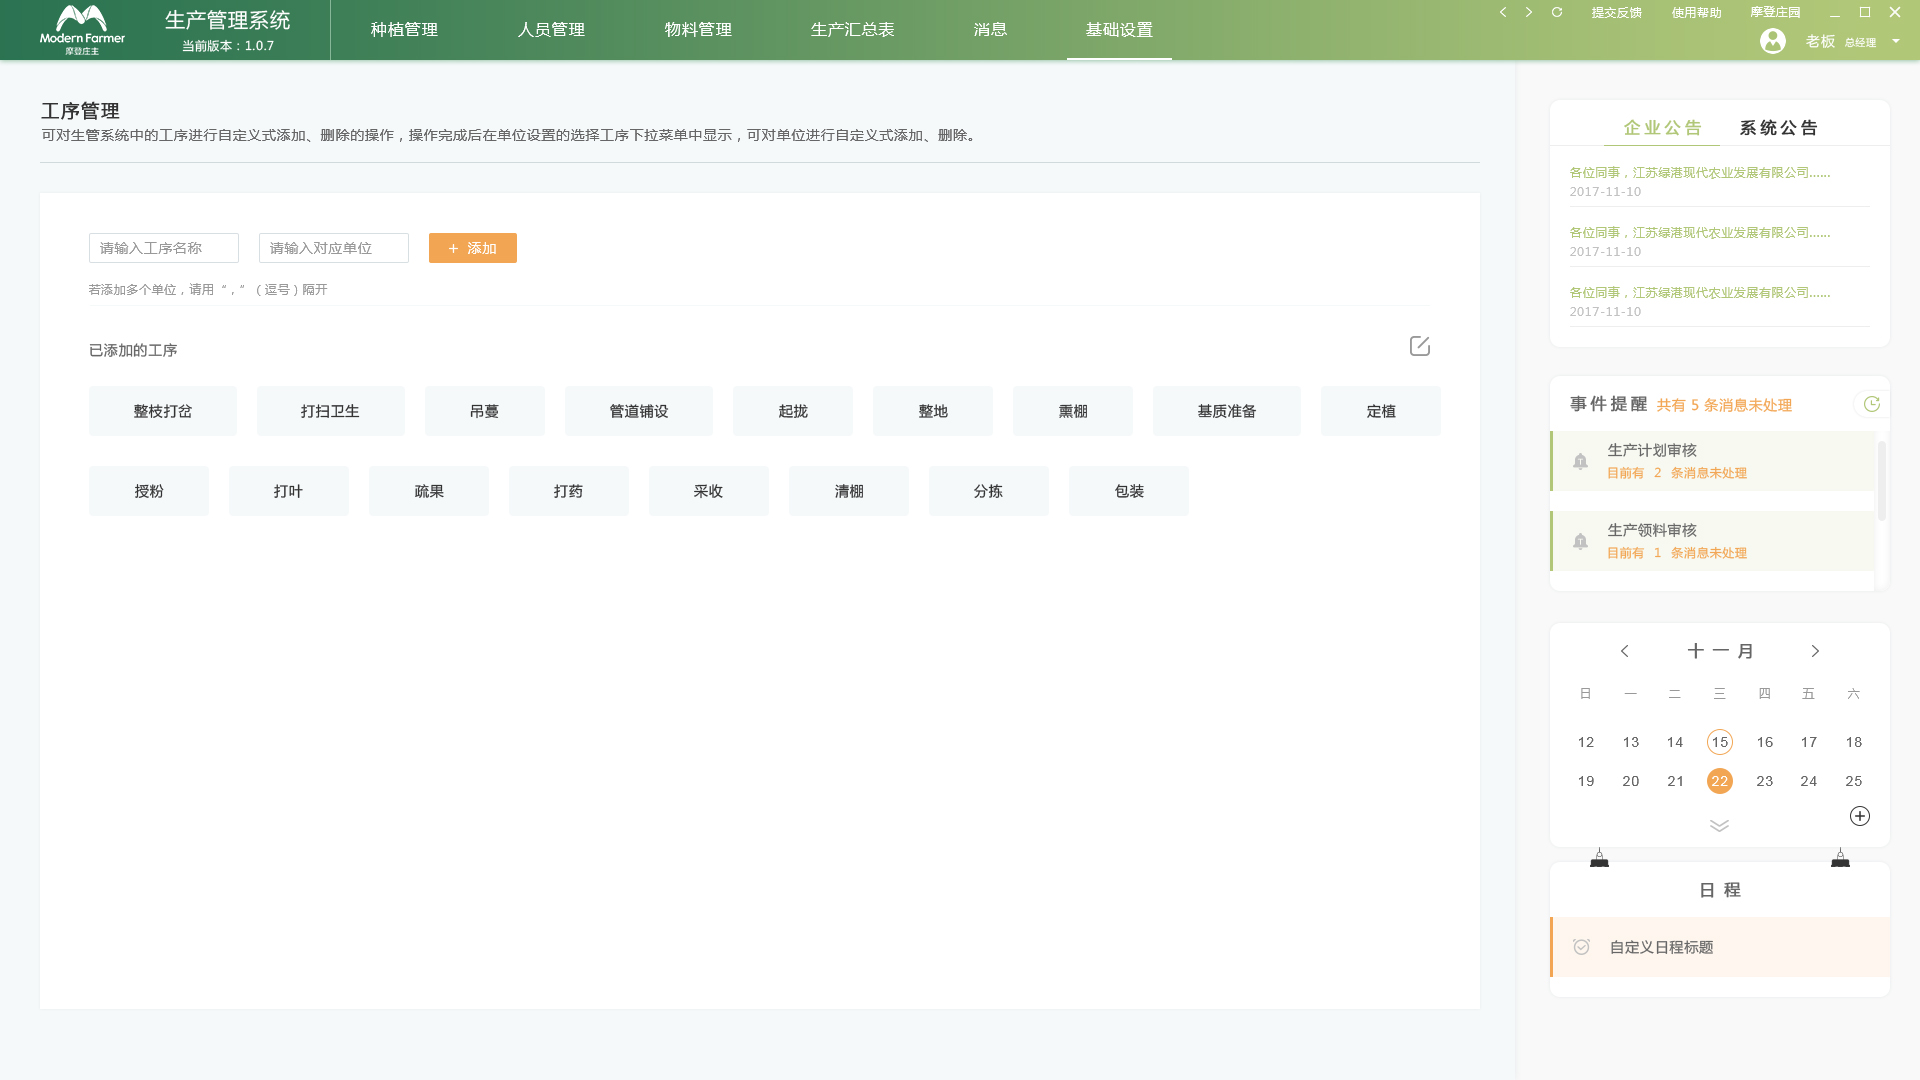 Modern Farmer
摩登庄主
生产管理系统
当前版本：1.0.7
种植管理
人员管理
物料管理
生产汇总表
消息
基础设置
提交反馈
使用帮助
摩登庄园
老板 总经理
工序管理
可对生管系统中的工序进行自定义式添加、删除的操作，操作完成后在单位设置的选择工序下拉菜单中显示，可对单位进行自定义式添加、删除。
请输入工序名称
请输入对应单位
+ 添加
若添加多个单位，请用“，”（逗号）隔开
已添加的工序
整枝打岔
打扫卫生
吊蔓
管道铺设
起拢
整地
熏棚
基质准备
定植
授粉
打叶
疏果
打药
采收
清棚
分拣
包装
企业公告
系统公告
各位同事，江苏绿港现代农业发展有限公司......
2017-11-10
各位同事，江苏绿港现代农业发展有限公司......
2017-11-10
各位同事，江苏绿港现代农业发展有限公司......
2017-11-10
事件提醒 共有 5 条消息未处理
生产计划审核
目前有 2 条消息未处理
生产领料审核
目前有 1 条消息未处理
十一月
日 一 二 三 四 五 六
12 13 14 15 16 17 18
19 20 21 22 23 24 25
日程
自定义日程标题